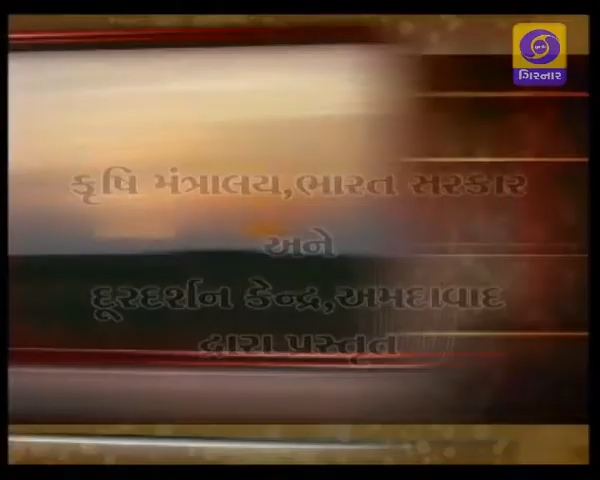 ગિરનાર
કૃષિ મંત્રાલય,ભારત સરકાર
અને
દૂરદર્શન કેન્દ્ર,અમદાવાદ
દ્વારા પ્રસ્તુત